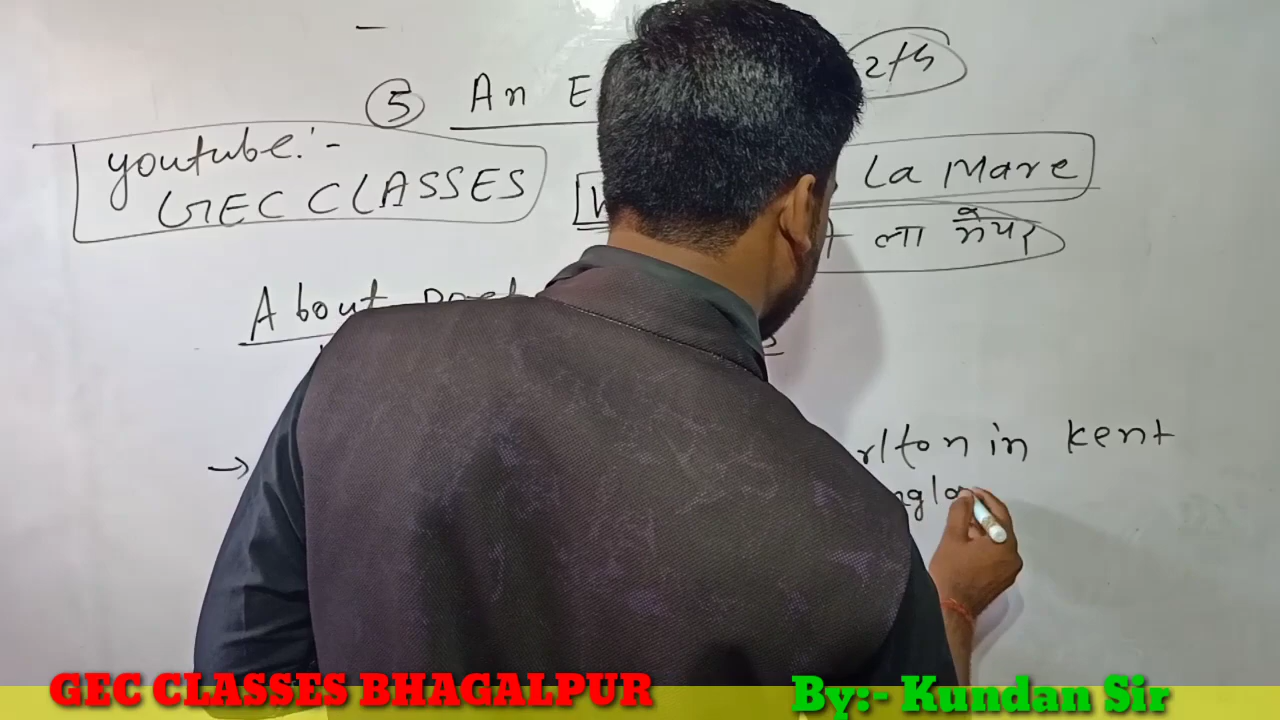 5 An E 12th
youtube:-
GEC CLASSES
La Mare
ला मेयर
About poet
→ rlton in Kent
ngla
GEC CLASSES BHAGALPUR
By:- Kundan Sir